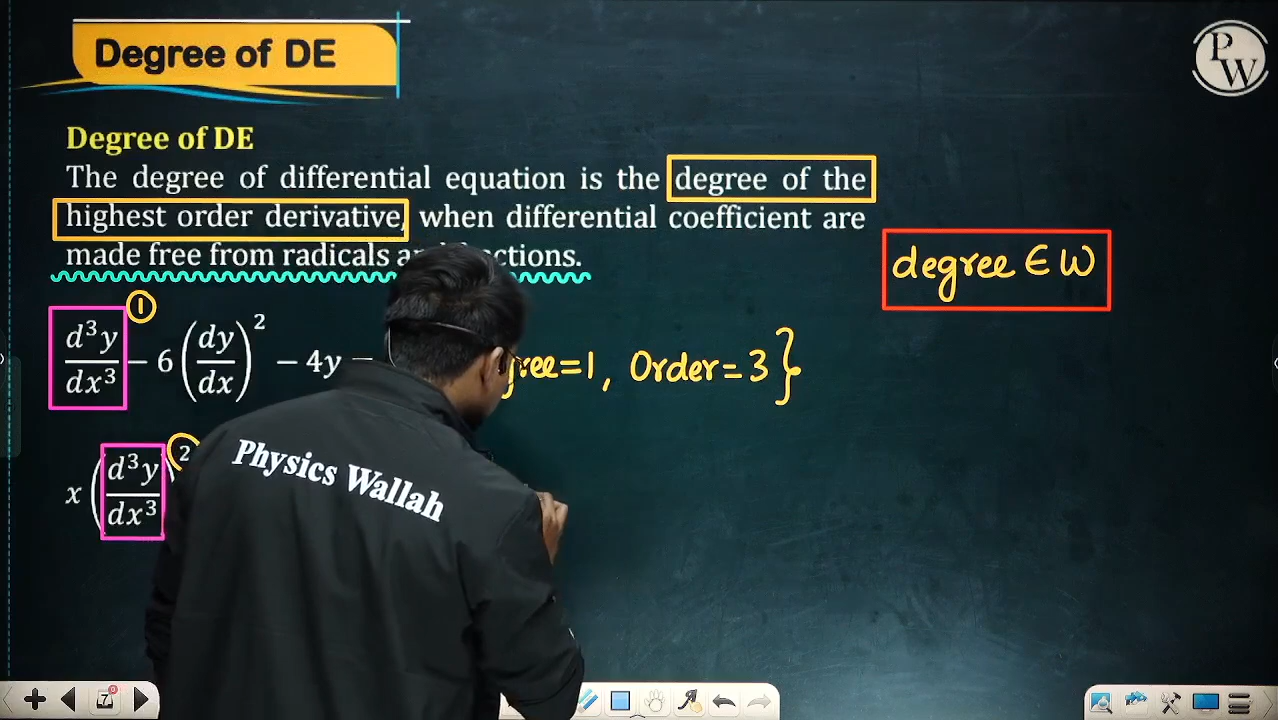 Degree of DE
PW
Degree of DE
The degree of differential equation is the degree of the
highest order derivative, when differential coefficient are
made free from radicals
degree ∈ W
①
d³y/dx³ − 6 (dy/dx)² − 4y =
=1, Order = 3}
x (d³y/dx³)²
Physics Wallah